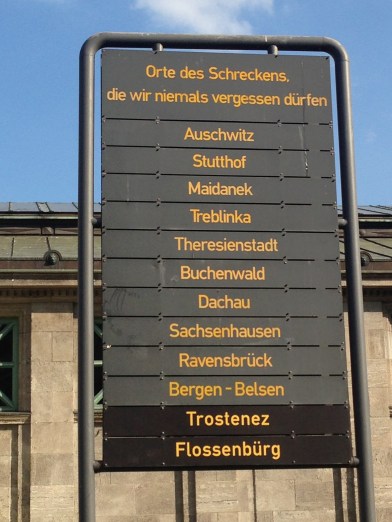 Orte des Schreckens,
die wir niemals vergessen dürfen
Auschwitz
Stutthof
Maidanek
Treblinka
Theresienstadt
Buchenwald
Dachau
Sachsenhausen
Ravensbrück
Bergen - Belsen
Trostenez
Flossenbürg